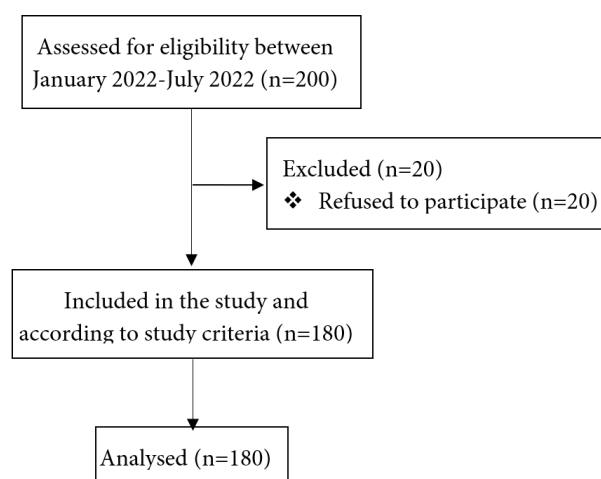 Assessed for eligibility between
January 2022-July 2022 (n=200)
Excluded (n=20)
❖ Refused to participate (n=20)
Included in the study and
according to study criteria (n=180)
Analysed (n=180)